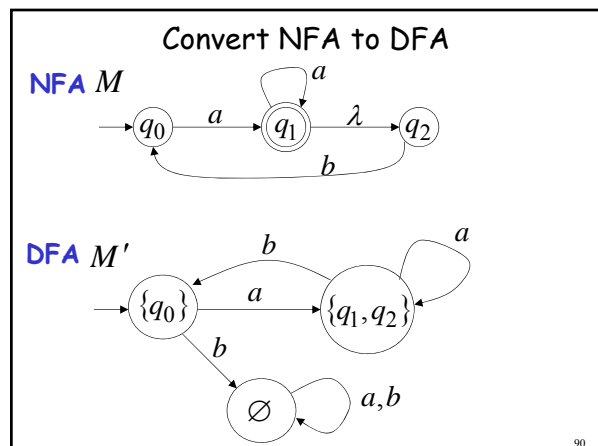 Convert NFA to DFA
NFA M
a
q₀ a q₁ λ q₂
b
DFA M′
b a
{q₀} a {q₁, q₂}
b
∅ a,b
90